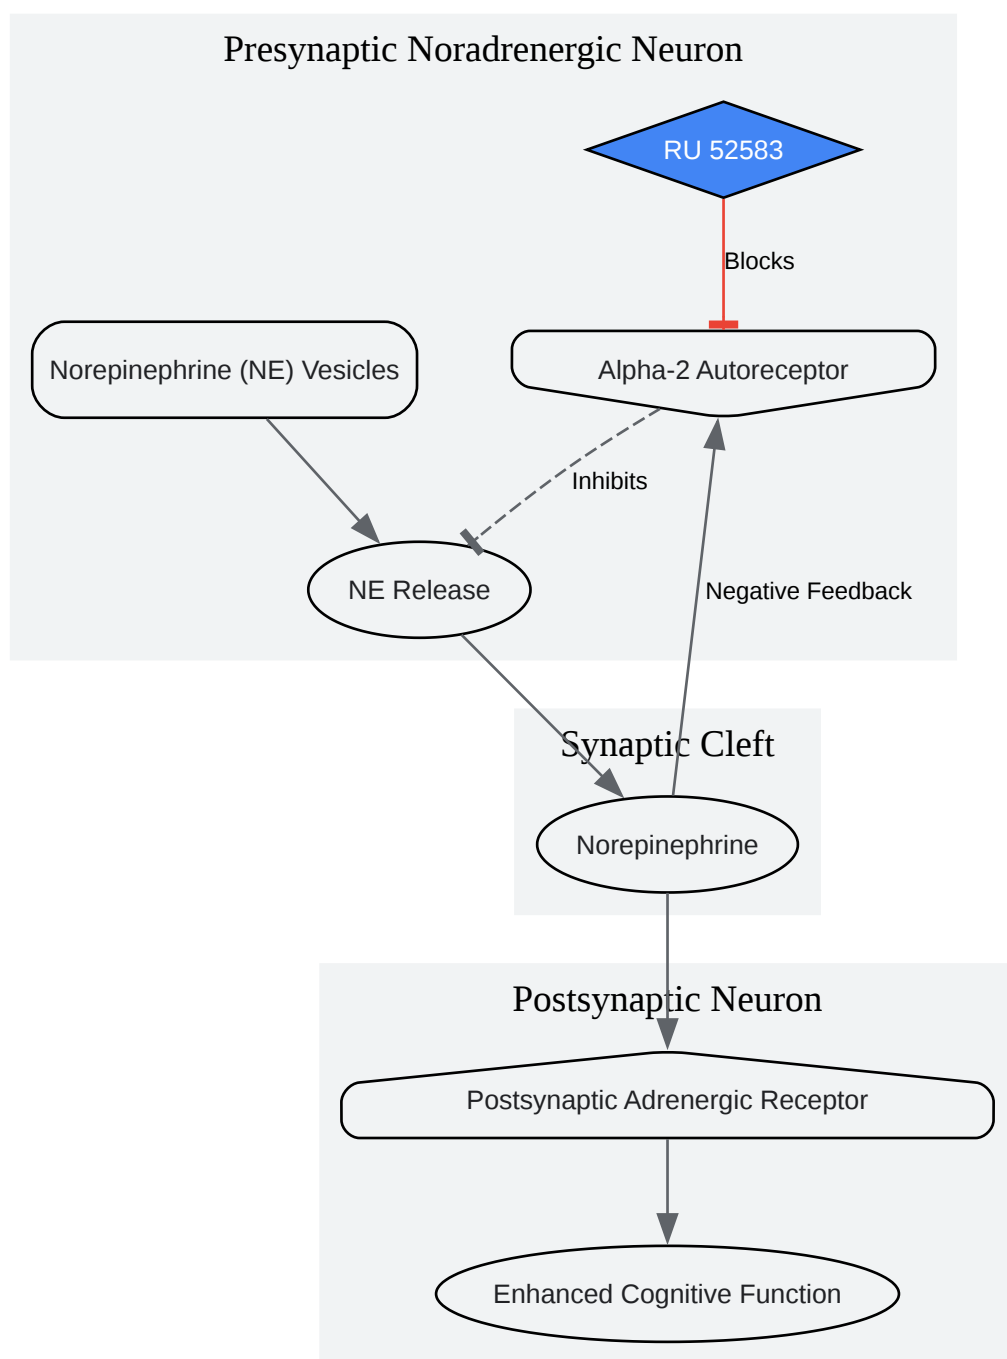 Presynaptic Noradrenergic Neuron
RU 52583
Blocks
Norepinephrine (NE) Vesicles
Alpha-2 Autoreceptor
Inhibits
NE Release
Negative Feedback
Synaptic Cleft
Norepinephrine
Postsynaptic Neuron
Postsynaptic Adrenergic Receptor
Enhanced Cognitive Function